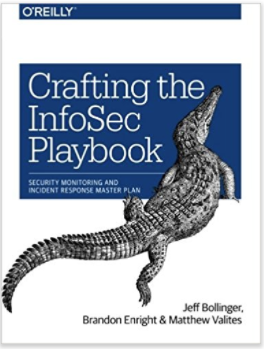 O'REILLY®
Crafting the
InfoSec
Playbook
SECURITY MONITORING AND
INCIDENT RESPONSE MASTER PLAN
Jeff Bollinger,
Brandon Enright & Matthew Valites